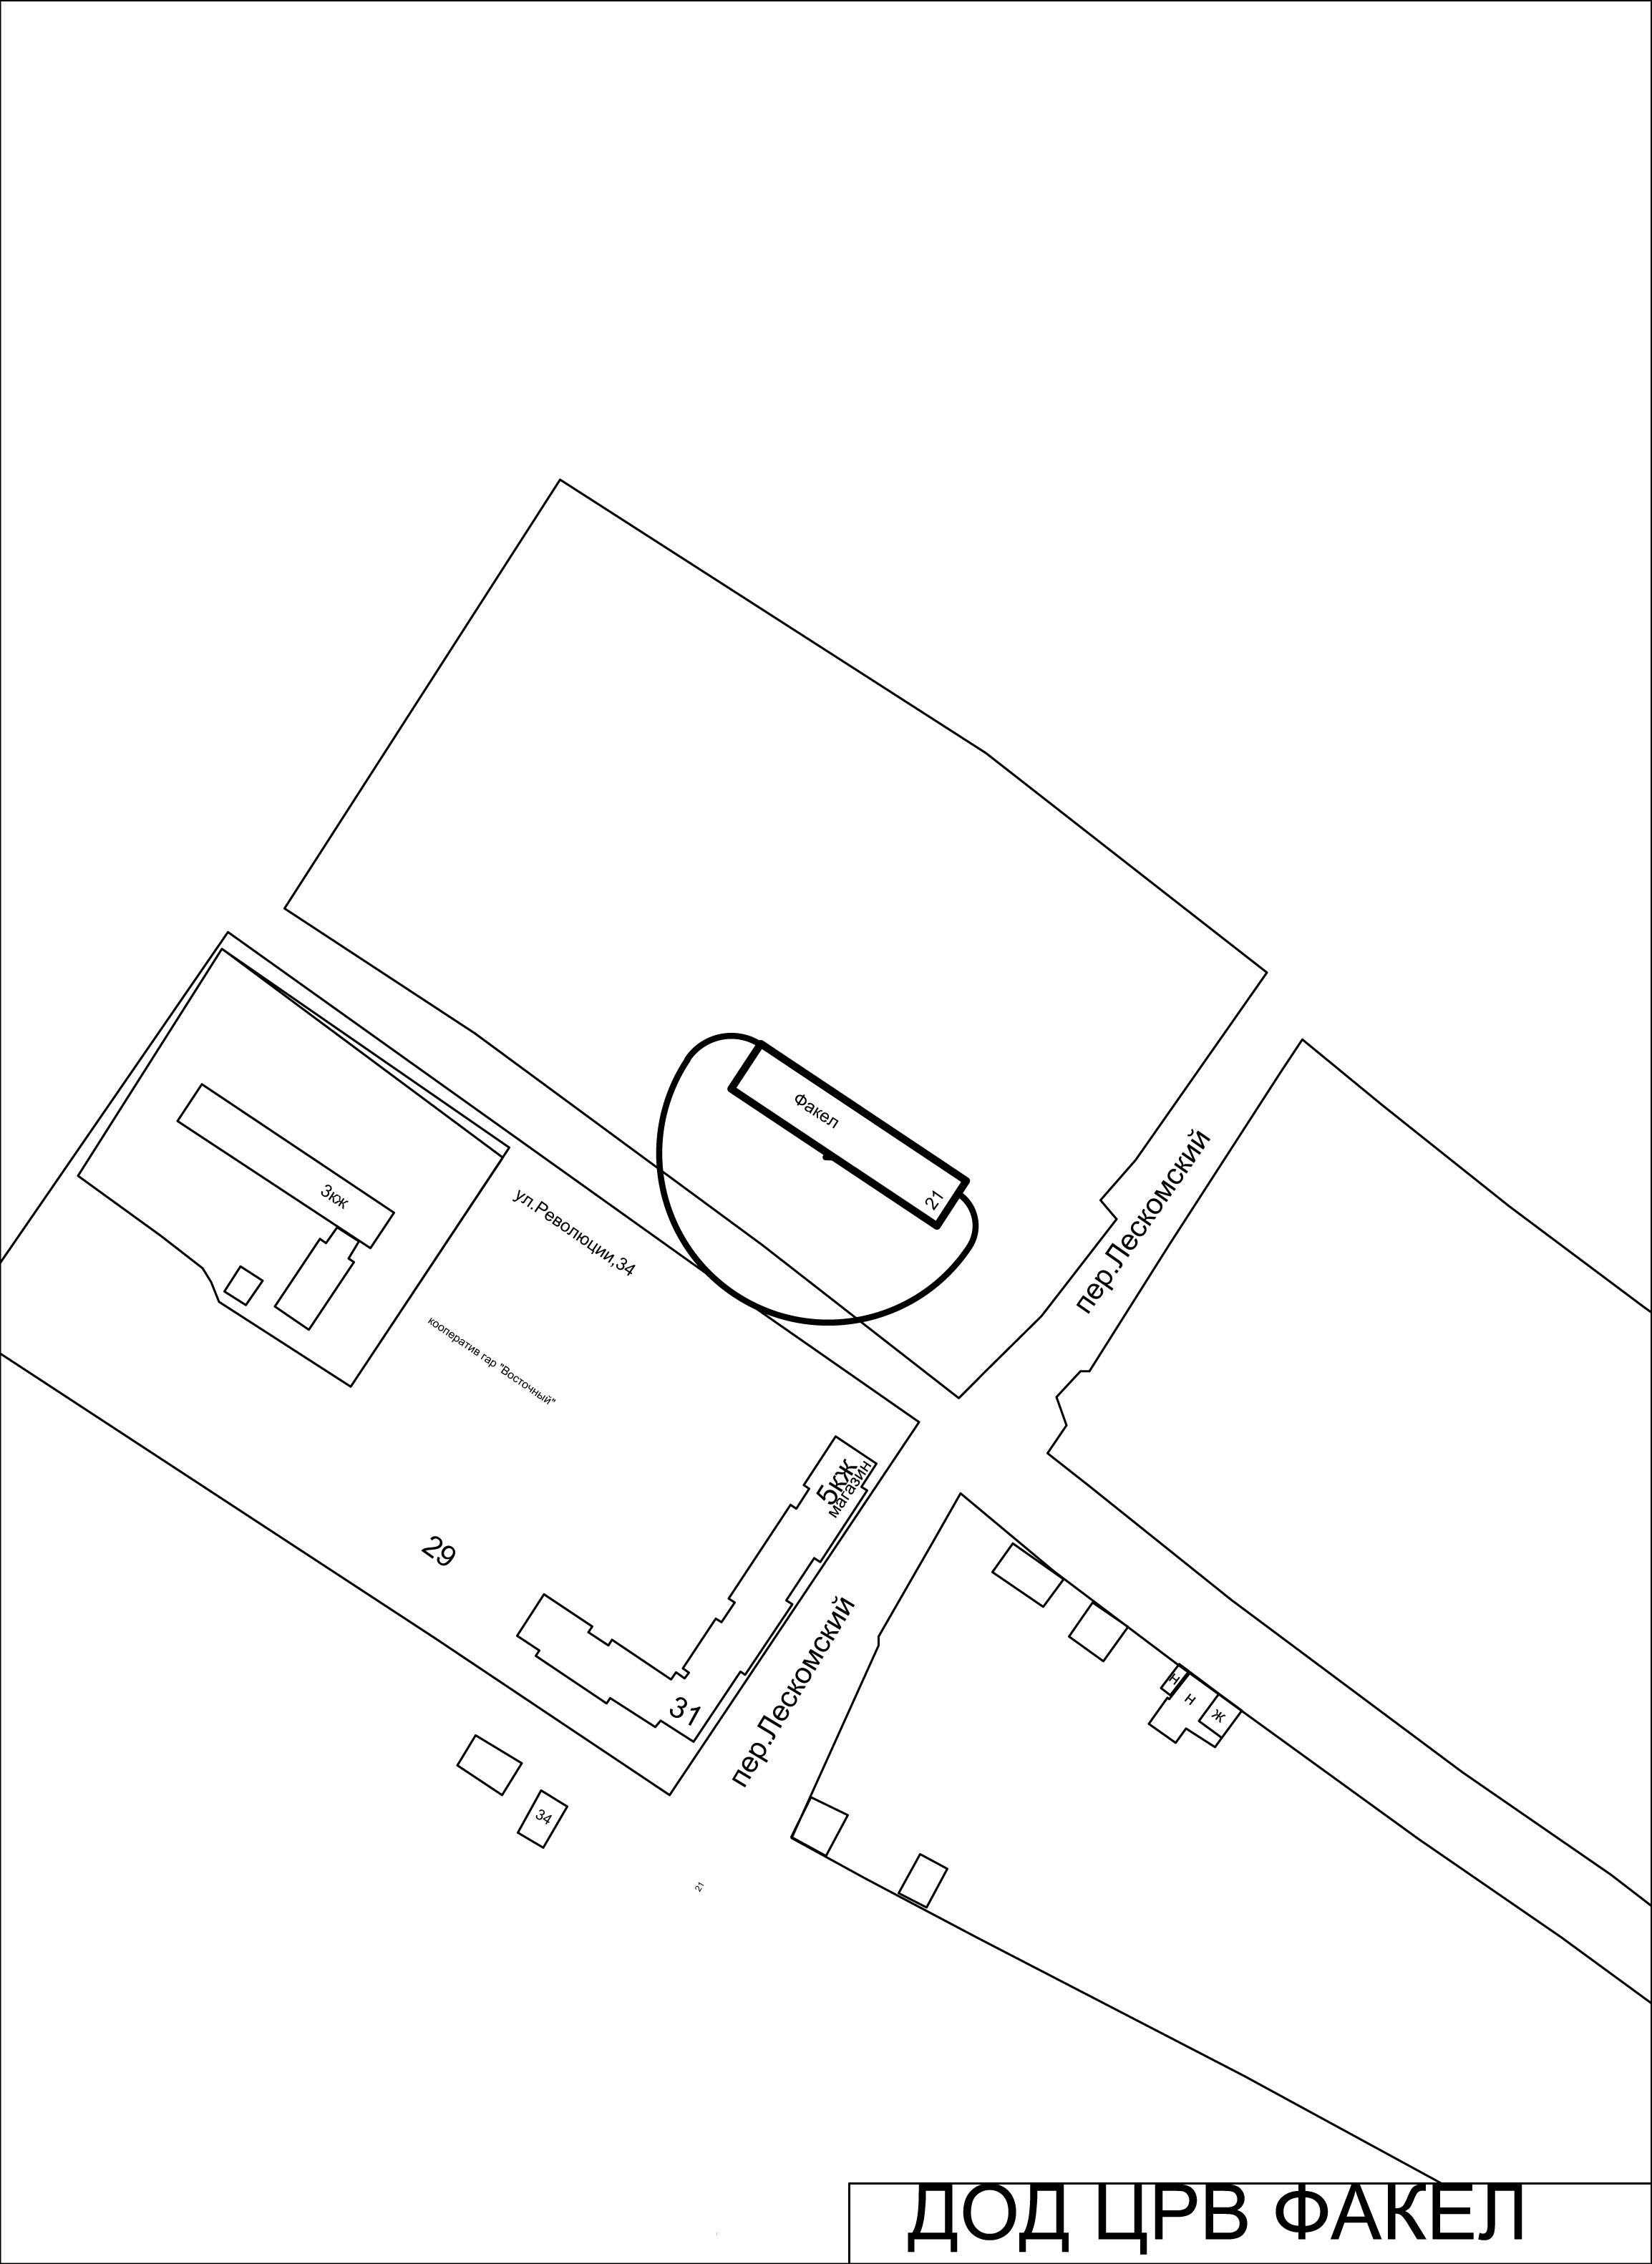 Факел
21
пер.Лескомский
3кж
ул.Революции,34
кооператив гар "Восточный"
5кж
магазин
29
31
пер.Лескомский
н
н
ж
34
21
ДОД ЦРВ ФАКЕЛ